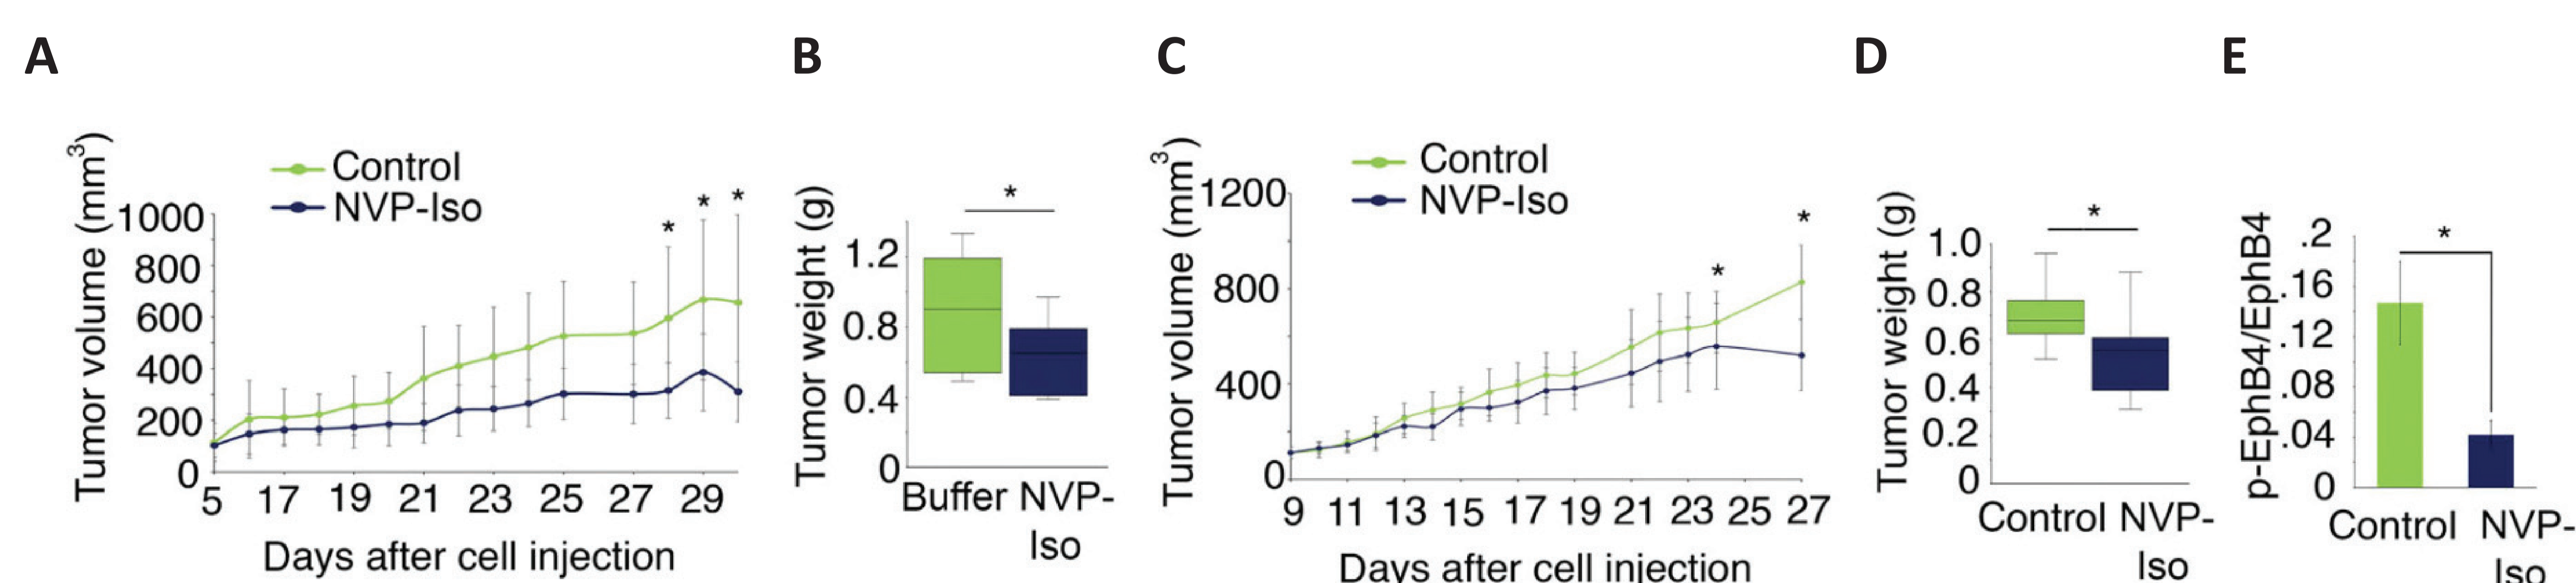 A
Tumor volume (mm3)
Control
NVP-Iso
1000
800
600
400
200
0
* * *
5 17 19 21 23 25 27 29
Days after cell injection
B
Tumor weight (g)
*
1.2
0.8
0.4
0
Buffer NVP-
Iso
C
Tumor volume (mm3)
Control
NVP-Iso
1200
800
400
0
* *
9 11 13 15 17 19 21 23 25 27
Days after cell injection
D
Tumor weight (g)
*
1.0
0.8
0.6
0.4
0.2
0
Control NVP-
Iso
E
p-EphB4/EphB4
*
.2
.16
.12
.08
.04
0
Control NVP-
Iso